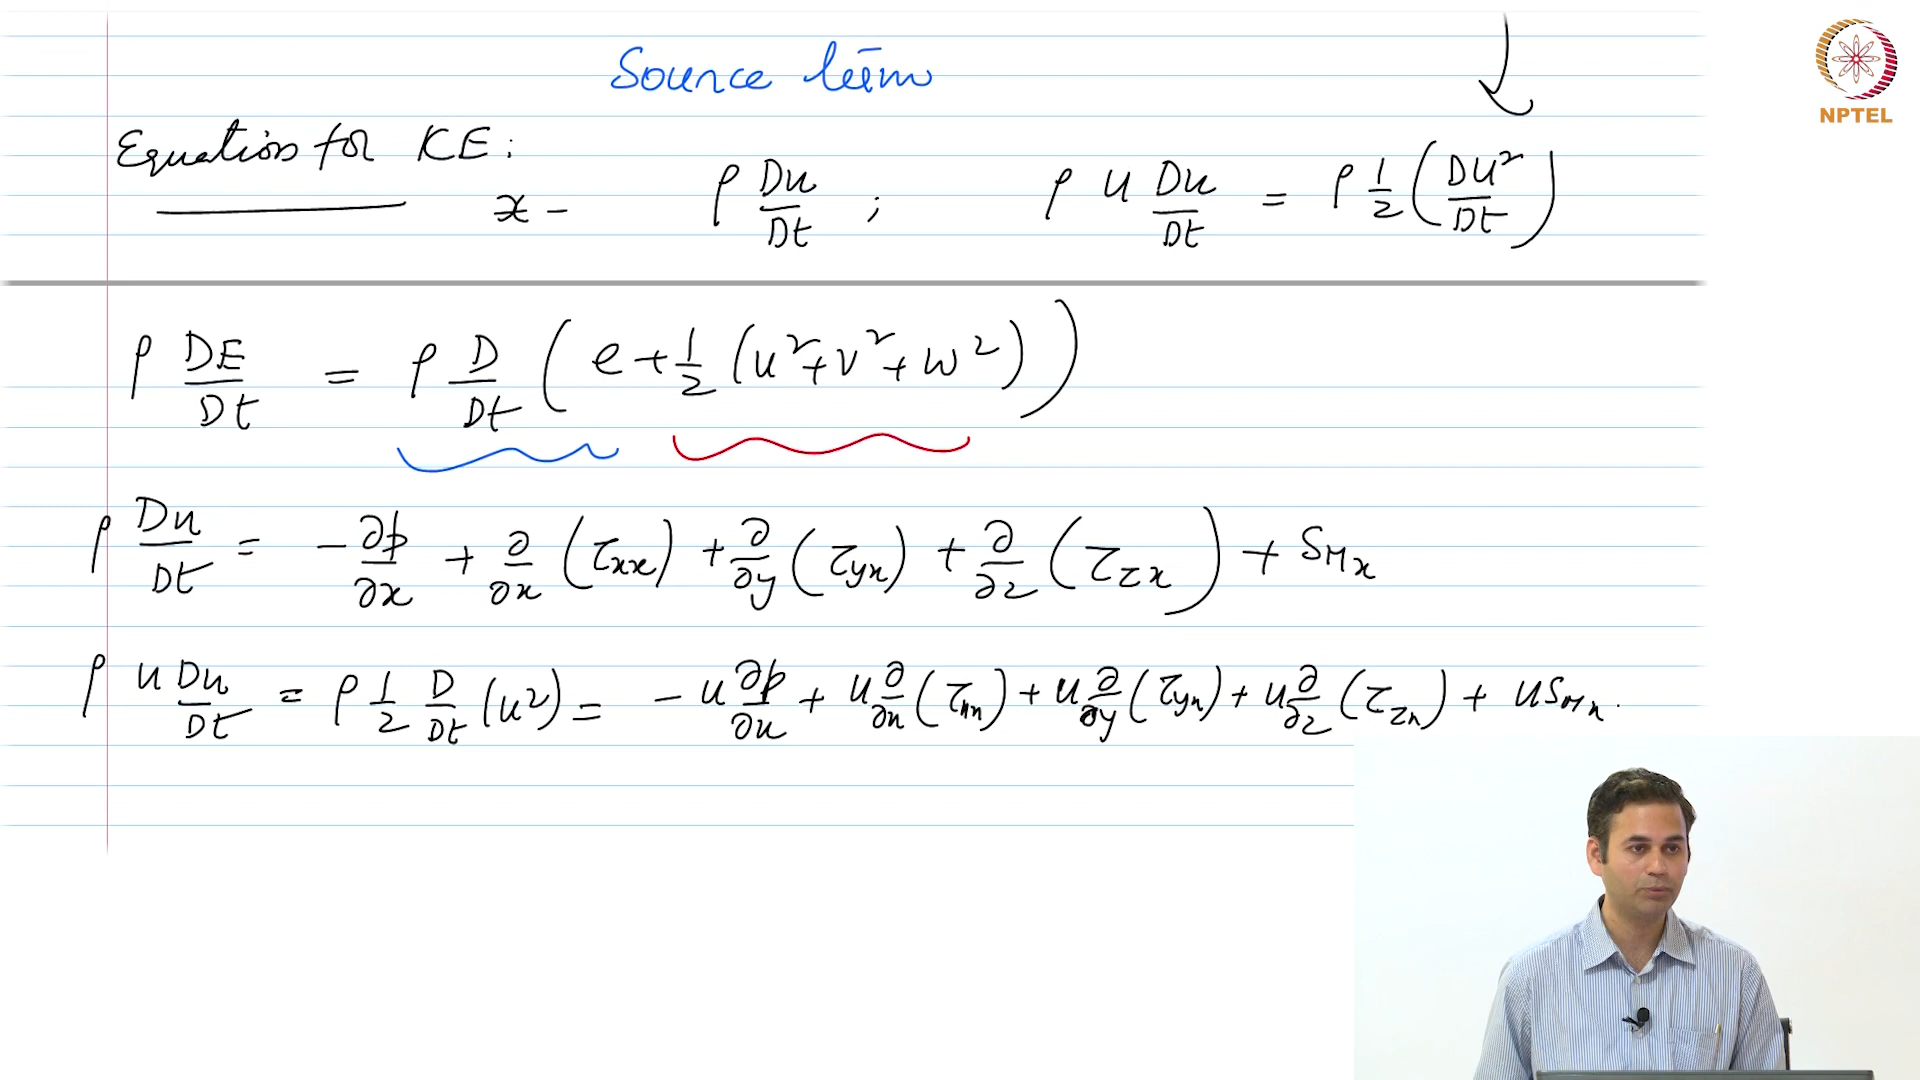 Source term
NPTEL
Equation for KE:
x - ρ Du/Dt ; ρ u Du/Dt = ρ 1/2 (Du²/Dt)
ρ DE/Dt = ρ D/Dt (e + 1/2 (u² + v² + w²))
ρ Du/Dt = - ∂p/∂x + ∂/∂x (τxx) + ∂/∂y (τyx) + ∂/∂z (τzx) + SMx
ρ u Du/Dt = ρ 1/2 D/Dt (u²) = - u ∂p/∂x + u ∂/∂x (τxx) + u ∂/∂y (τyx) + u ∂/∂z (τzx) + u SMx.